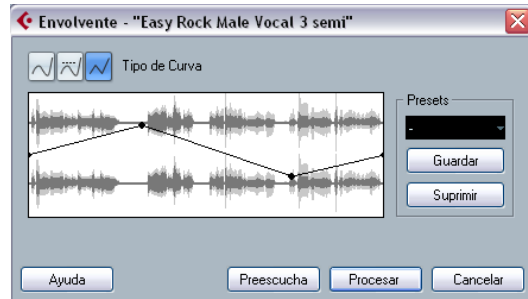 Envolvente - "Easy Rock Male Vocal 3 semi"
Tipo de Curva
Presets
-
Guardar
Suprimir
Ayuda
Preescucha
Procesar
Cancelar